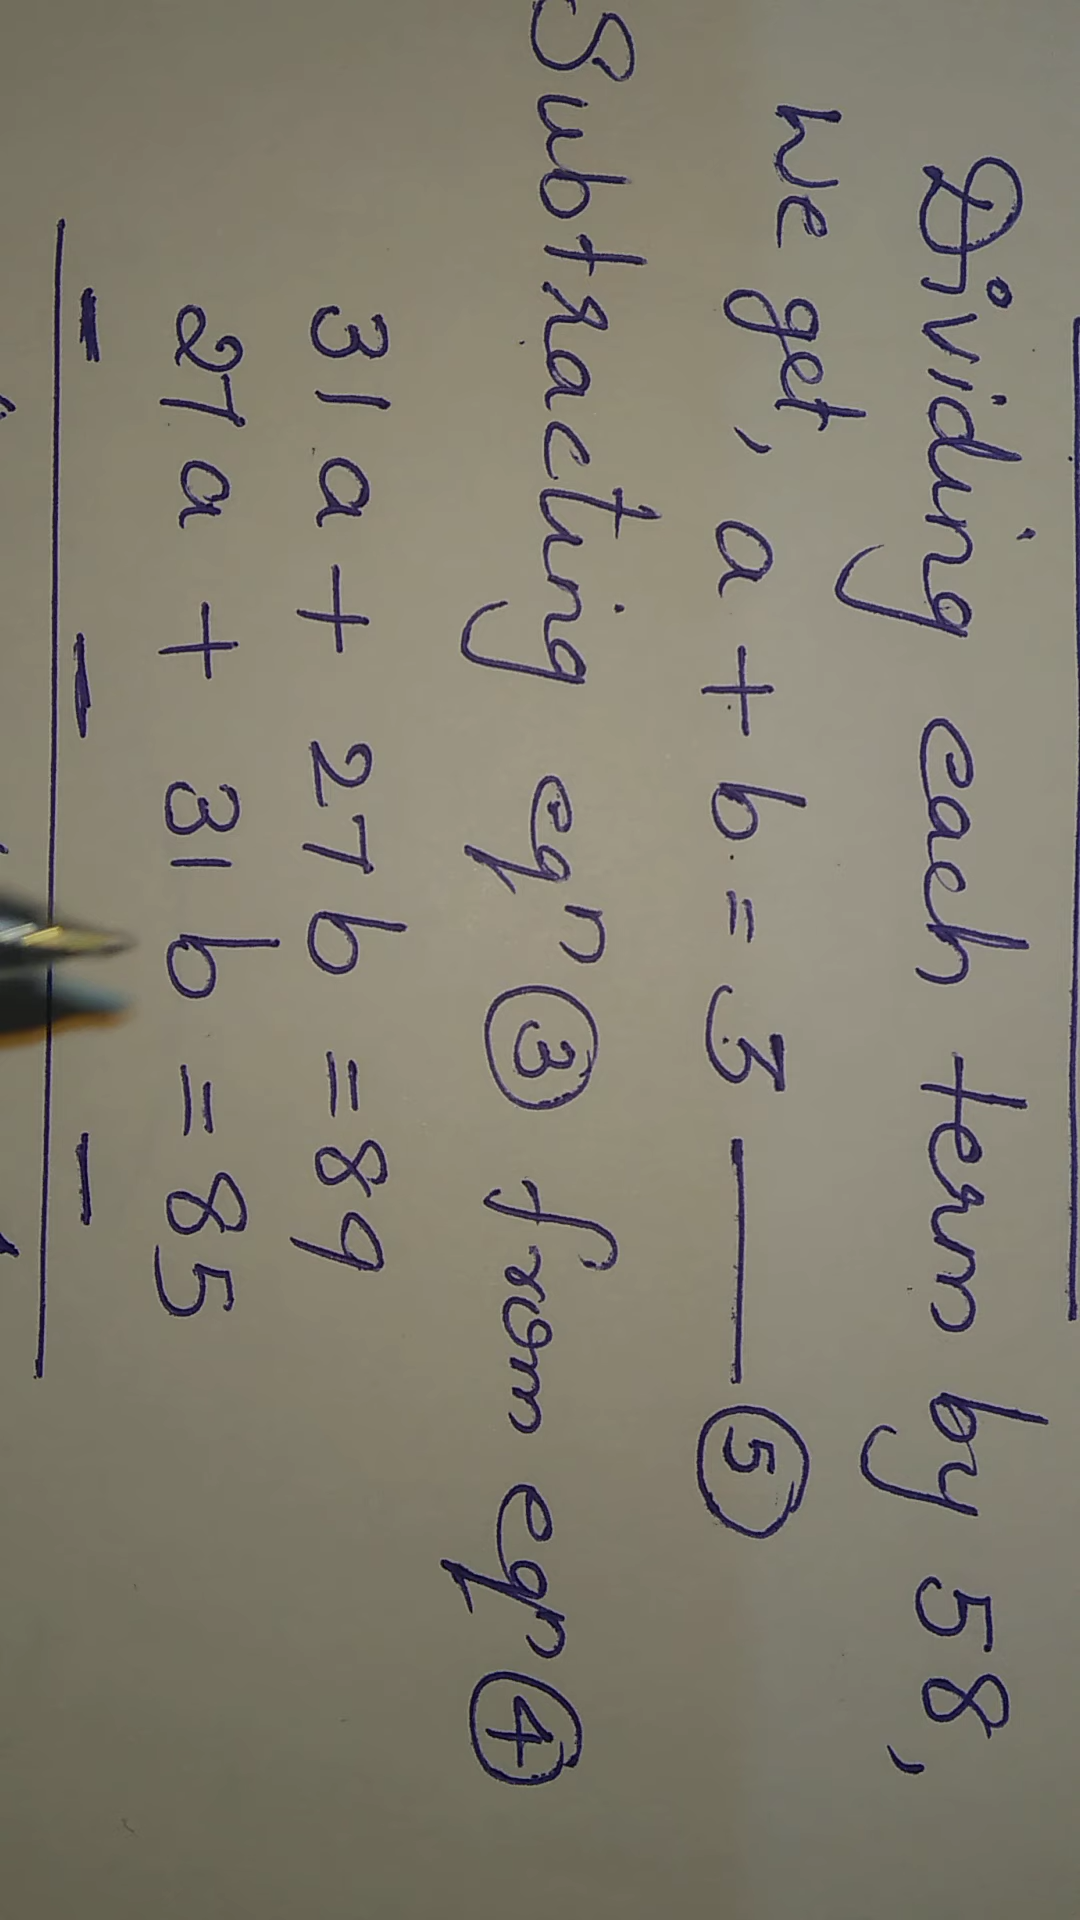 Dividing each term by 58,
we get, a + b = 3 —— ⑤
Subtracting eqn ③ from eqn ④
31a + 27b = 89
27a + 31b = 85
− − −